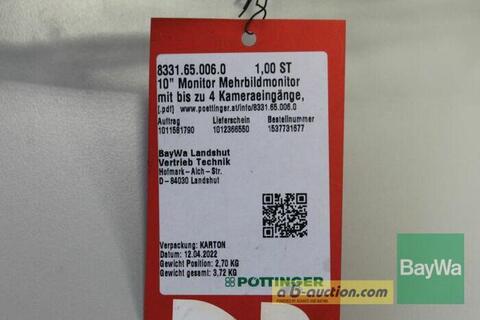 8331.65.006.0 1,00 ST
10" Monitor Mehrbildmonitor
mit bis zu 4 Kameraeingänge,
[.pdf] www.poettinger.at/info/8331.65.006.0
Auftrag Lieferschein Bestellnummer
1011581790 1012366550 1537731677
BayWa Landshut
Vertrieb Technik
Hofmark-Aich-Str.
D-84030 Landshut
Verpackung: KARTON
Datum: 12.04.2022
Gewicht Position: 2,70 KG
Gewicht gesamt: 3,72 KG
PÖTTINGER
BayWa
ab-auction.com